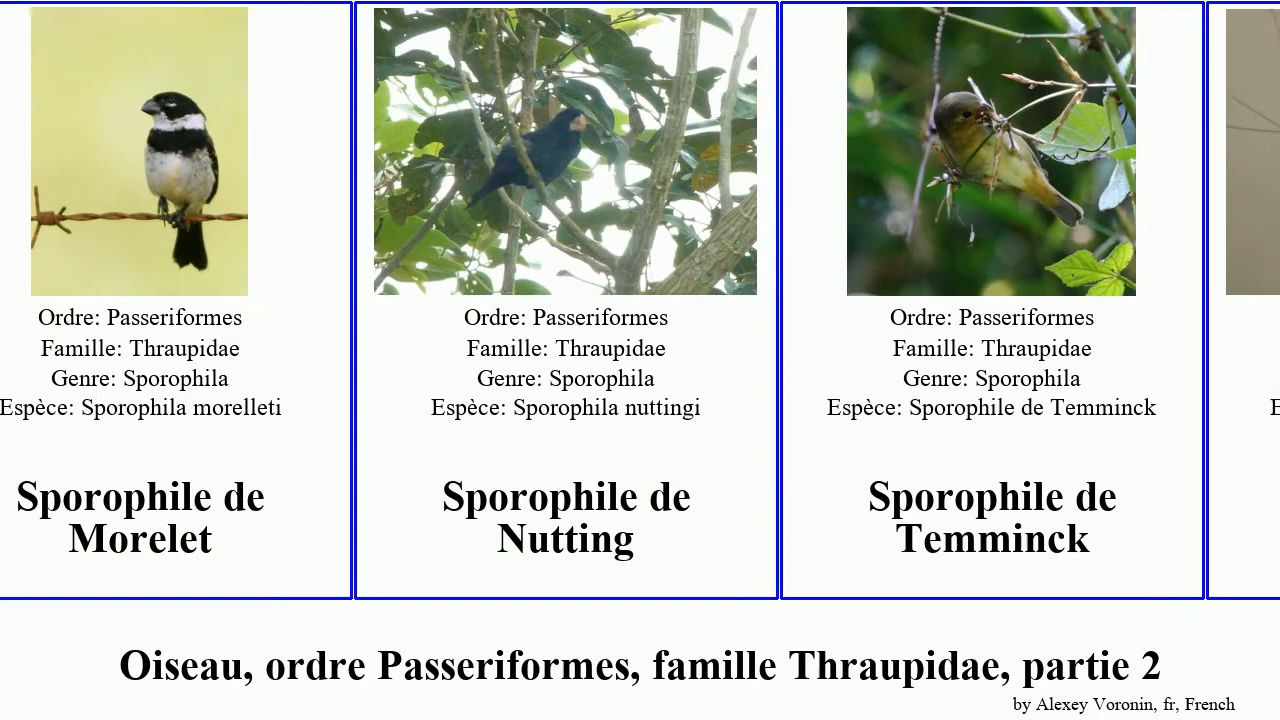 Ordre: Passeriformes
Famille: Thraupidae
Genre: Sporophila
Espèce: Sporophila morelleti
Sporophile de
Morelet
Ordre: Passeriformes
Famille: Thraupidae
Genre: Sporophila
Espèce: Sporophila nuttingi
Sporophile de
Nutting
Ordre: Passeriformes
Famille: Thraupidae
Genre: Sporophila
Espèce: Sporophile de Temminck
Sporophile de
Temminck
E
Oiseau, ordre Passeriformes, famille Thraupidae, partie 2
by Alexey Voronin, fr, French